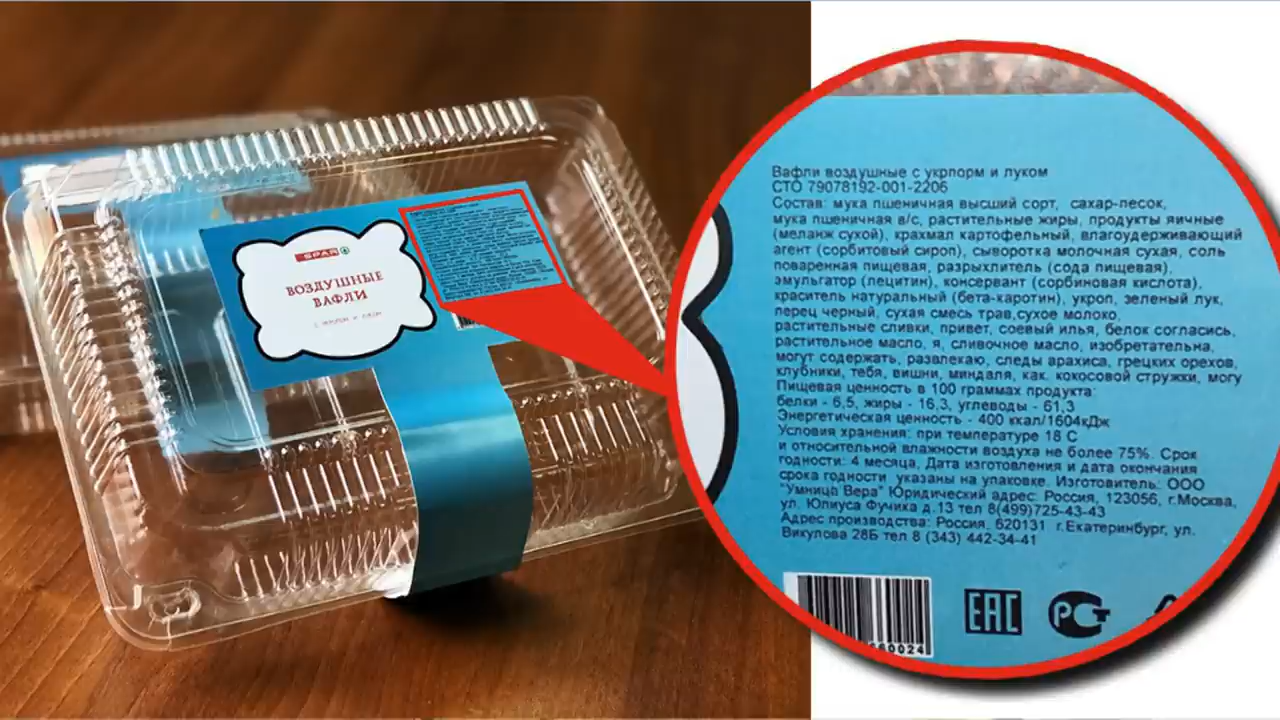 SPAR
ВОЗДУШНЫЕ
ВАФЛИ
Вафли воздушные с укрпорм и луком
СТО 79078192-001-2206
Состав: мука пшеничная высший сорт, сахар-песок,
мука пшеничная в/с, растительные жиры, продукты яичные
(меланж сухой), крахмал картофельный, влагоудерживающий
агент (сорбитовый сироп), сыворотка молочная сухая, соль
поваренная пищевая, разрыхлитель (сода пищевая),
эмульгатор (лецитин), консервант (сорбиновая кислота),
краситель натуральный (бета-каротин), укроп, зеленый лук,
перец черный, сухая смесь трав,сухое молоко,
растительные сливки, привет, соевый илья, белок согласись,
растительное масло, я, сливочное масло, изобретательна,
могут содержать, развлекаю, следы арахиса, грецких орехов,
клубники, тебя, вишни, миндаля, как. кокосовой стружки, могу
Пищевая ценность в 100 граммах продукта:
белки - 6,5, жиры - 16,3, углеводы - 61,3
Энергетическая ценность - 400 ккал/1604кДж
Условия хранения: при температуре 18 С
и относительной влажности воздуха не более 75%. Срок
годности: 4 месяца, Дата изготовления и дата окончания
срока годности указаны на упаковке. Изготовитель: ООО
"Умница Вера" Юридический адрес: Россия, 123056, г.Москва,
ул. Юлиуса Фучика д.13 тел 8(499)725-43-43
Адрес производства: Россия, 620131 г.Екатеринбург, ул.
Викулова 28Б тел 8 (343) 442-34-41
ЕАС
РСТ
60024